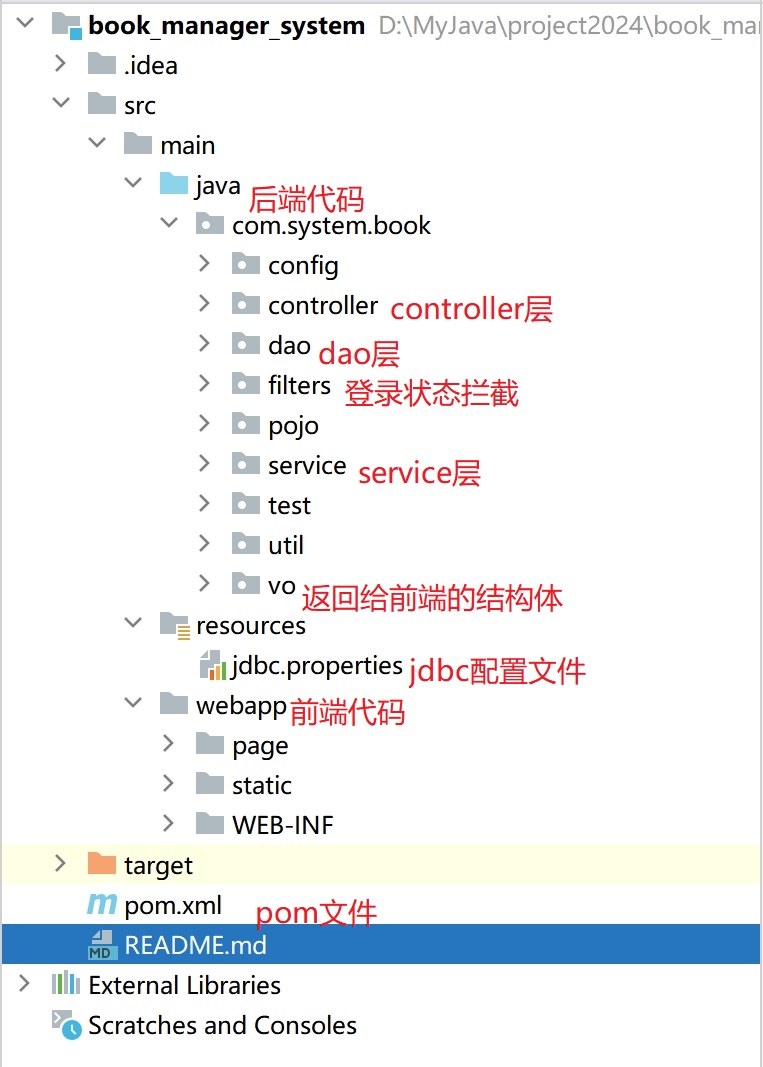 book_manager_system D:\MyJava\project2024\book_ma
.idea
src
main
java 后端代码
com.system.book
config
controller controller层
dao dao层
filters 登录状态拦截
pojo
service service层
test
util
vo 返回给前端的结构体
resources
jdbc.properties jdbc配置文件
webapp 前端代码
page
static
WEB-INF
target
m pom.xml pom文件
MD README.md
External Libraries
Scratches and Consoles